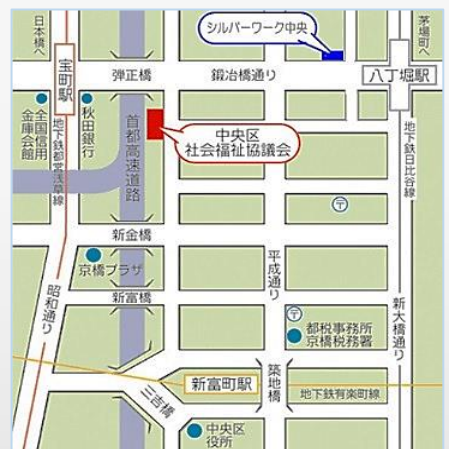 日本橋へ
シルバーワーク中央
茅場町へ
宝町駅
弾正橋
鍛冶橋通り
八丁堀駅
全国信用
金庫会館
地下鉄都営浅草線
秋田銀行
首都高速道路
中央区
社会福祉協議会
地下鉄日比谷線
〒
新金橋
京橋プラザ
平成通り
新富橋
昭和通り
〒
都税事務所
京橋税務署
新大橋通り
新富町駅
築地橋
地下鉄有楽町線
三吉橋
中央区
役所